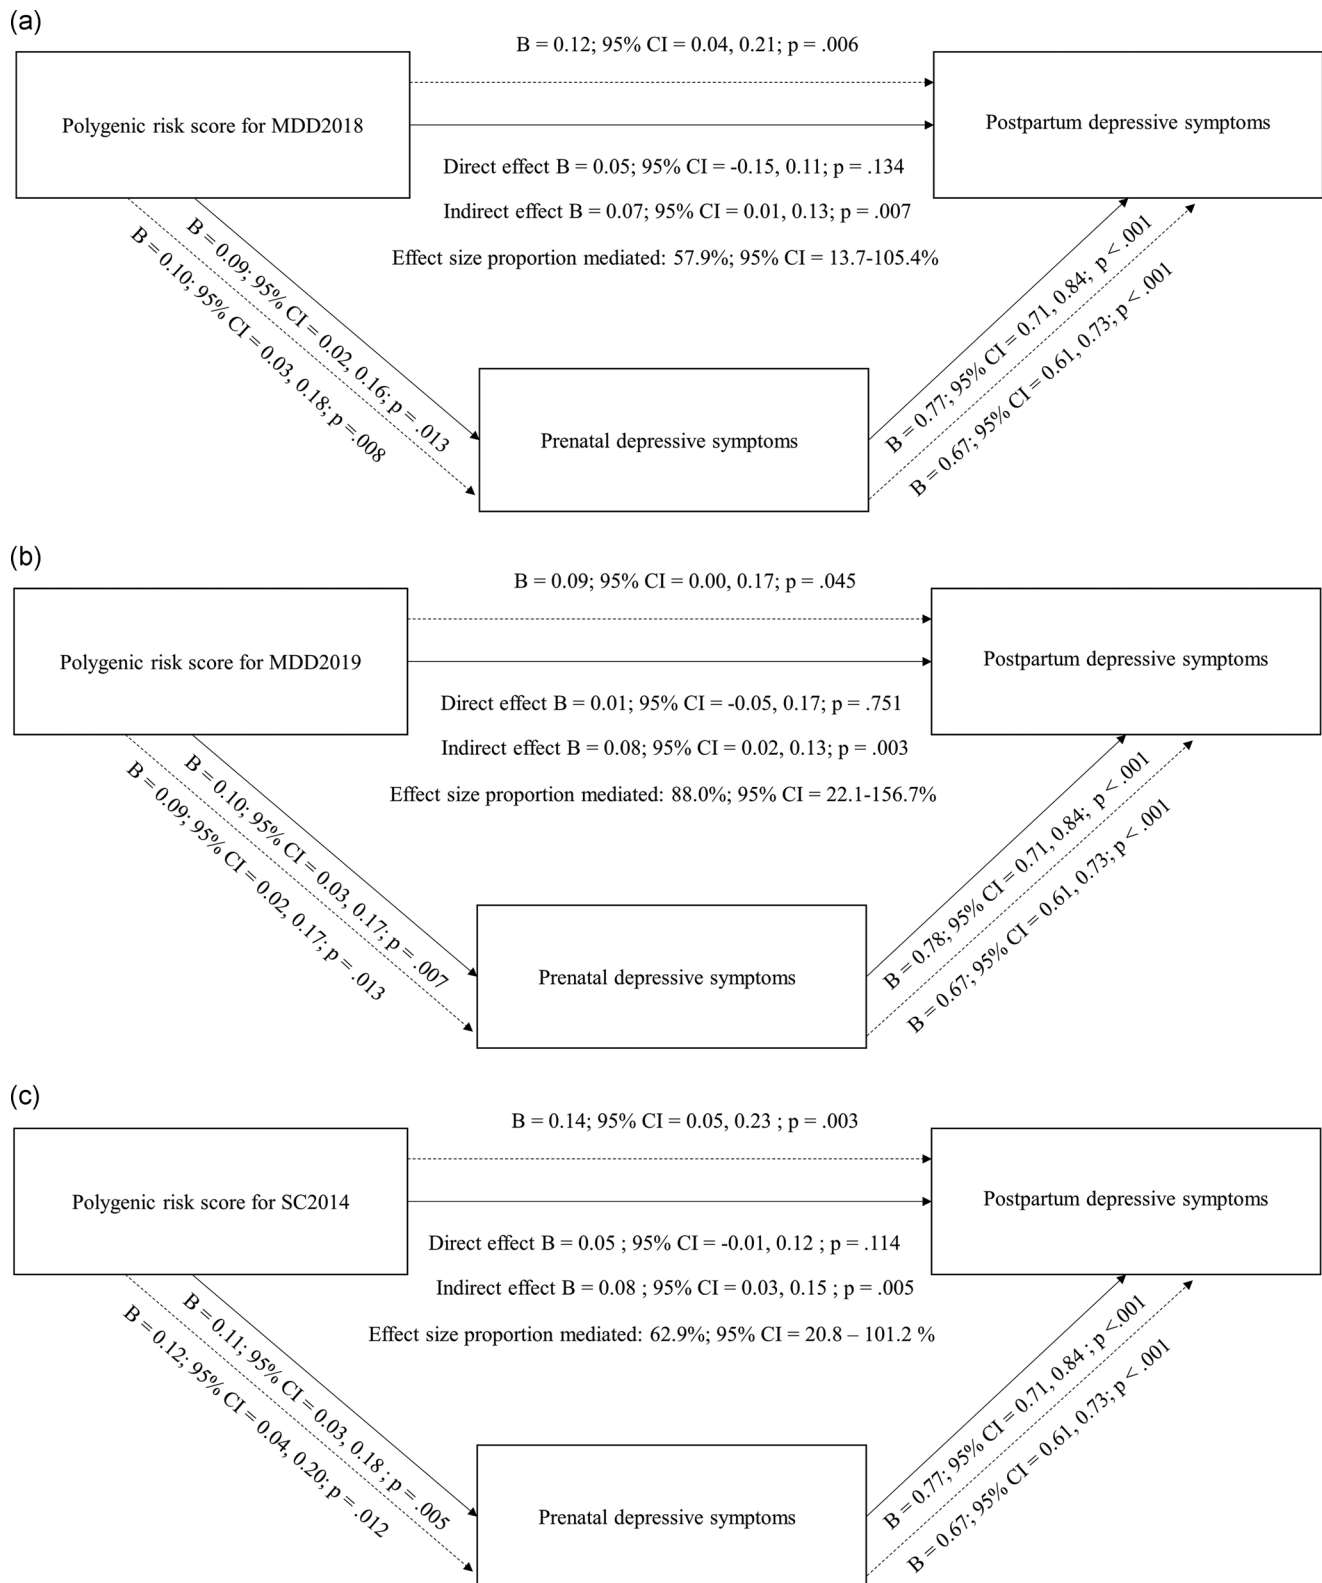 (a)
B = 0.12; 95% CI = 0.04, 0.21; p = .006
Polygenic risk score for MDD2018
Postpartum depressive symptoms
Direct effect B = 0.05; 95% CI = -0.15, 0.11; p = .134
Indirect effect B = 0.07; 95% CI = 0.01, 0.13; p = .007
Effect size proportion mediated: 57.9%; 95% CI = 13.7-105.4%
B = 0.09; 95% CI = 0.02, 0.16; p = .013
B = 0.10; 95% CI = 0.03, 0.18; p =.008
B = 0.77; 95% CI = 0.71, 0.84; p < .001
B = 0.67; 95% CI = 0.61, 0.73; p < .001
Prenatal depressive symptoms
(b)
B = 0.09; 95% CI = 0.00, 0.17; p = .045
Polygenic risk score for MDD2019
Postpartum depressive symptoms
Direct effect B = 0.01; 95% CI = -0.05, 0.17; p = .751
Indirect effect B = 0.08; 95% CI = 0.02, 0.13; p = .003
Effect size proportion mediated: 88.0%; 95% CI = 22.1-156.7%
B = 0.10; 95% CI = 0.03, 0.17; p = .007
B = 0.09; 95% CI = 0.02, 0.17; p = .013
B = 0.78; 95% CI = 0.71, 0.84; p < .001
B = 0.67; 95% CI = 0.61, 0.73; p < .001
Prenatal depressive symptoms
(c)
B = 0.14; 95% CI = 0.05, 0.23 ; p = .003
Polygenic risk score for SC2014
Postpartum depressive symptoms
Direct effect B = 0.05 ; 95% CI = -0.01, 0.12 ; p = .114
Indirect effect B = 0.08 ; 95% CI = 0.03, 0.15 ; p = .005
Effect size proportion mediated: 62.9%; 95% CI = 20.8 – 101.2 %
B = 0.11; 95% CI = 0.03, 0.18 ; p = .005
B = 0.12; 95% CI = 0.04, 0.20; p = .012
B = 0.77; 95% CI = 0.71, 0.84 ; p <.001
B = 0.67; 95% CI = 0.61, 0.73; p < .001
Prenatal depressive symptoms